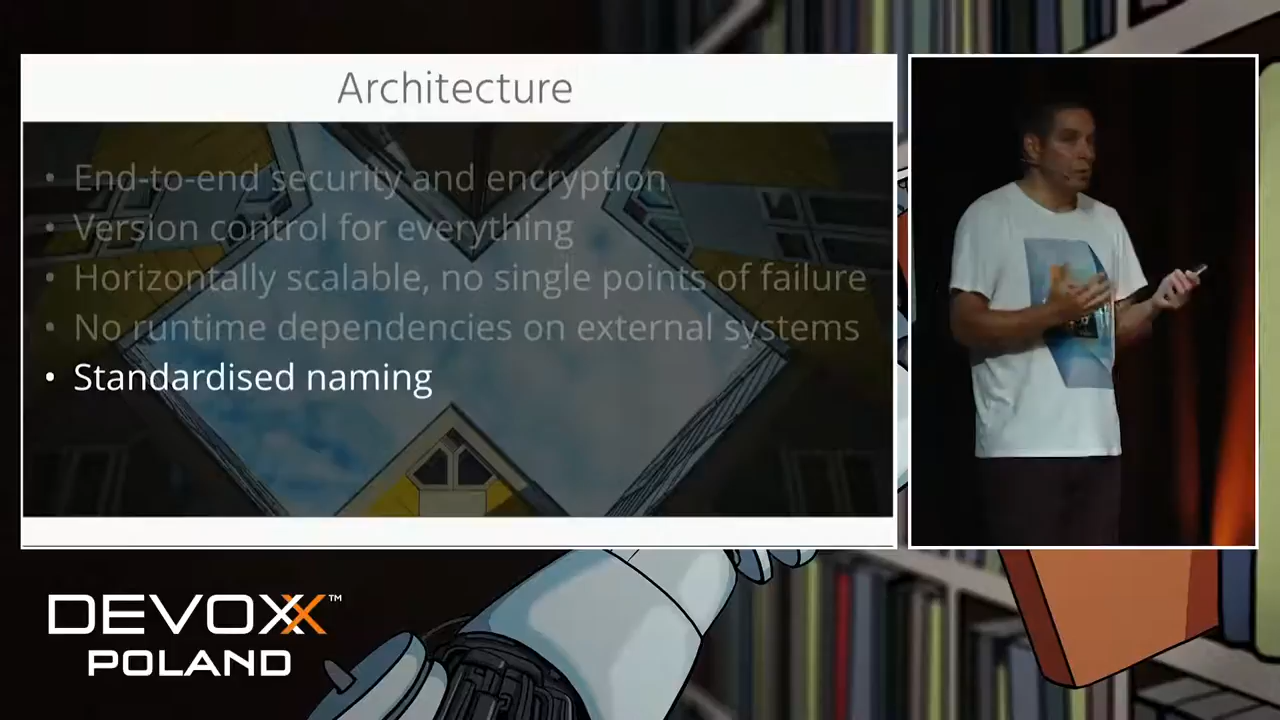 Architecture
• End-to-end security and encryption
• Version control for everything
• Horizontally scalable, no single points of failure
• No runtime dependencies on external systems
• Standardised naming
DEVOXX™
POLAND